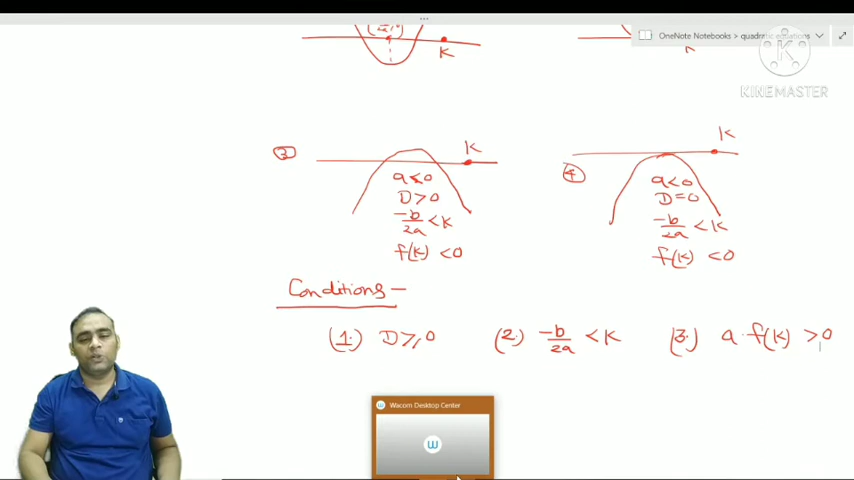 OneNote Notebooks > quadratic equations
K
K
KINEMASTER
③
K
a<0
D>0
-b/2a <K
f(K) <0
④
K
a<0
D=0
-b/2a <K
f(K) <0
Conditions -
(1.) D≥0 (2.) -b/2a <K (3.) a.f(K) >0
Wacom Desktop Center
W